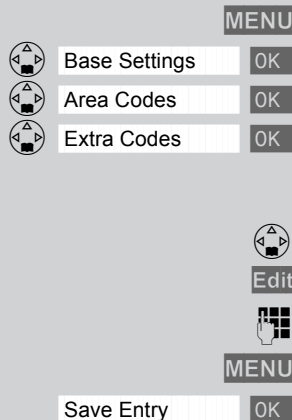 MENU
Base Settings OK
Area Codes OK
Extra Codes OK
Edit
MENU
Save Entry OK